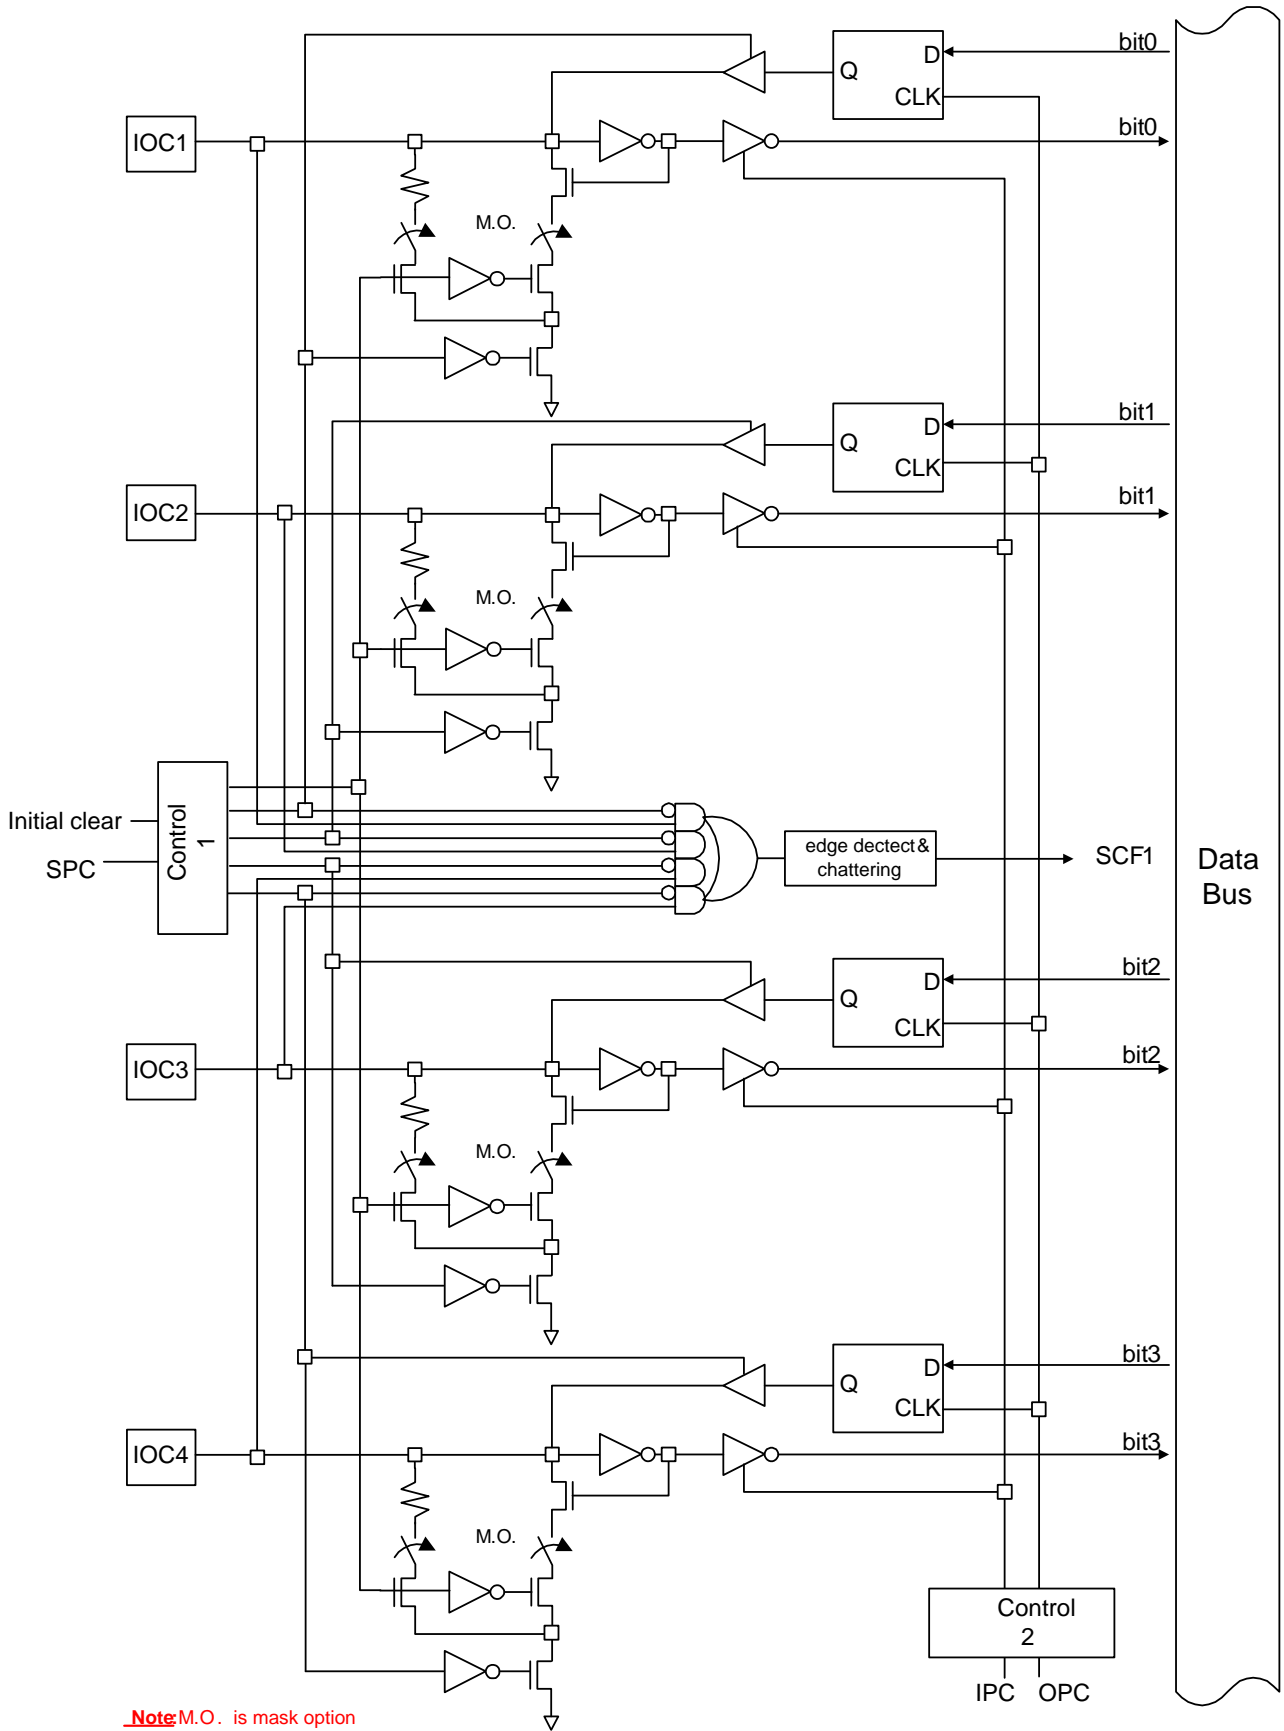 bit0
D
Q
CLK
IOC1
bit0
M.O.
bit1
D
Q
CLK
IOC2
bit1
M.O.
Initial clear
SPC
Control
1
edge dectect &
chattering
SCF1
Data
Bus
bit2
D
Q
CLK
IOC3
bit2
M.O.
bit3
D
Q
CLK
IOC4
bit3
M.O.
Control
2
IPC OPC
Note:M.O. is mask option